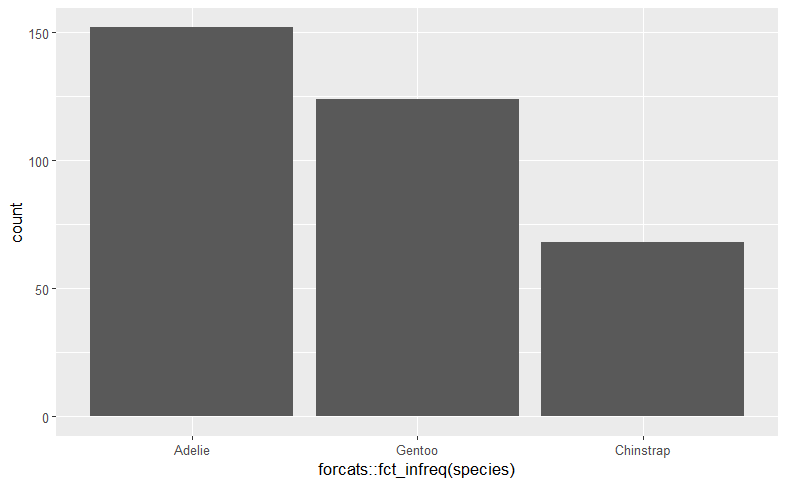 150
100
50
0
count
Adelie
Gentoo
Chinstrap
forcats::fct_infreq(species)